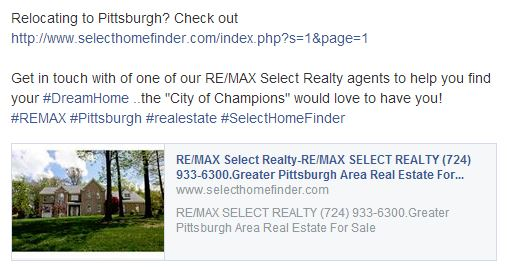 Relocating to Pittsburgh? Check out
http://www.selecthomefinder.com/index.php?s=1&page=1
Get in touch with of one of our RE/MAX Select Realty agents to help you find
your #DreamHome ..the "City of Champions" would love to have you!
#REMAX #Pittsburgh #realestate #SelectHomeFinder
RE/MAX Select Realty-RE/MAX SELECT REALTY (724)
933-6300.Greater Pittsburgh Area Real Estate For...
www.selecthomefinder.com
RE/MAX SELECT REALTY (724) 933-6300.Greater
Pittsburgh Area Real Estate For Sale